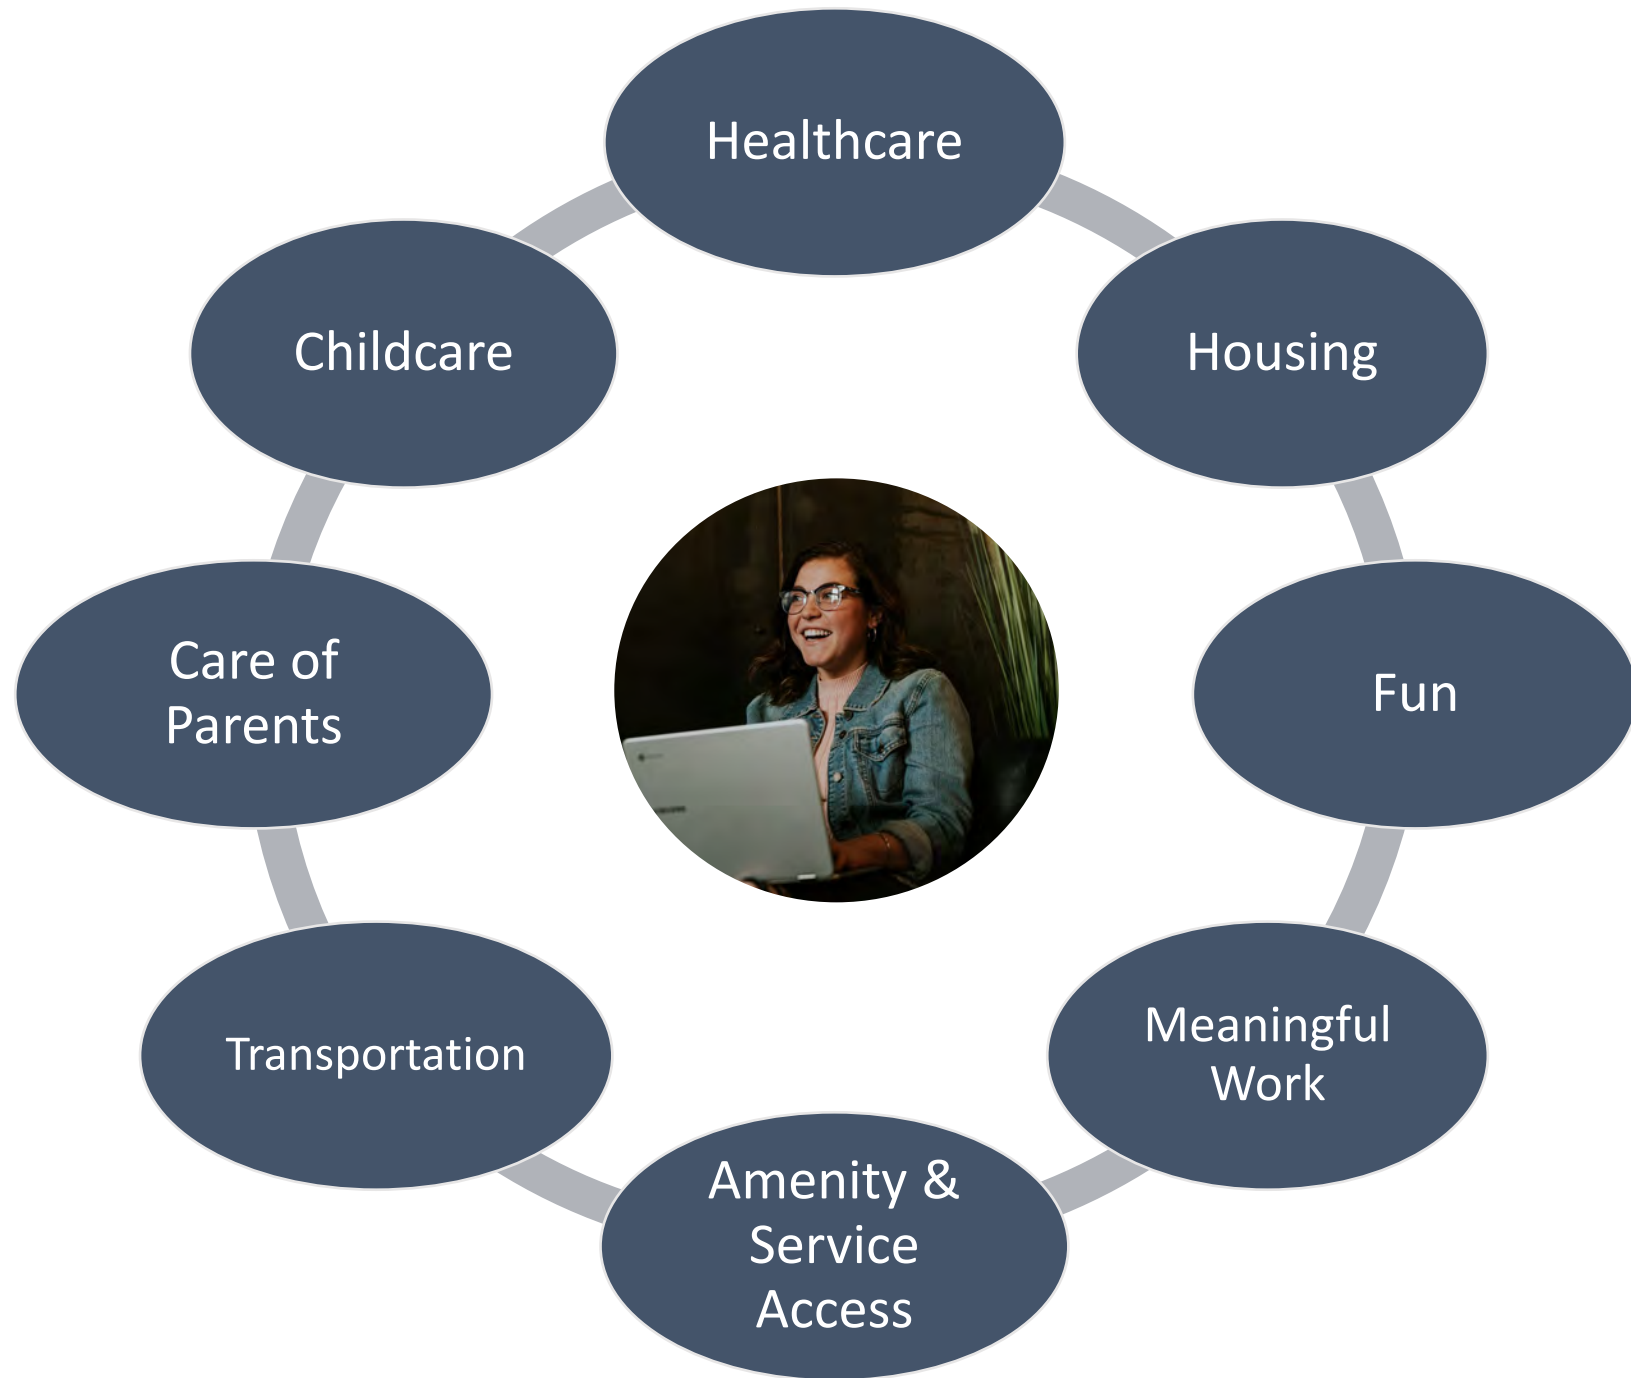 Healthcare
Housing
Fun
Meaningful
Work
Amenity &
Service
Access
Transportation
Care of
Parents
Childcare